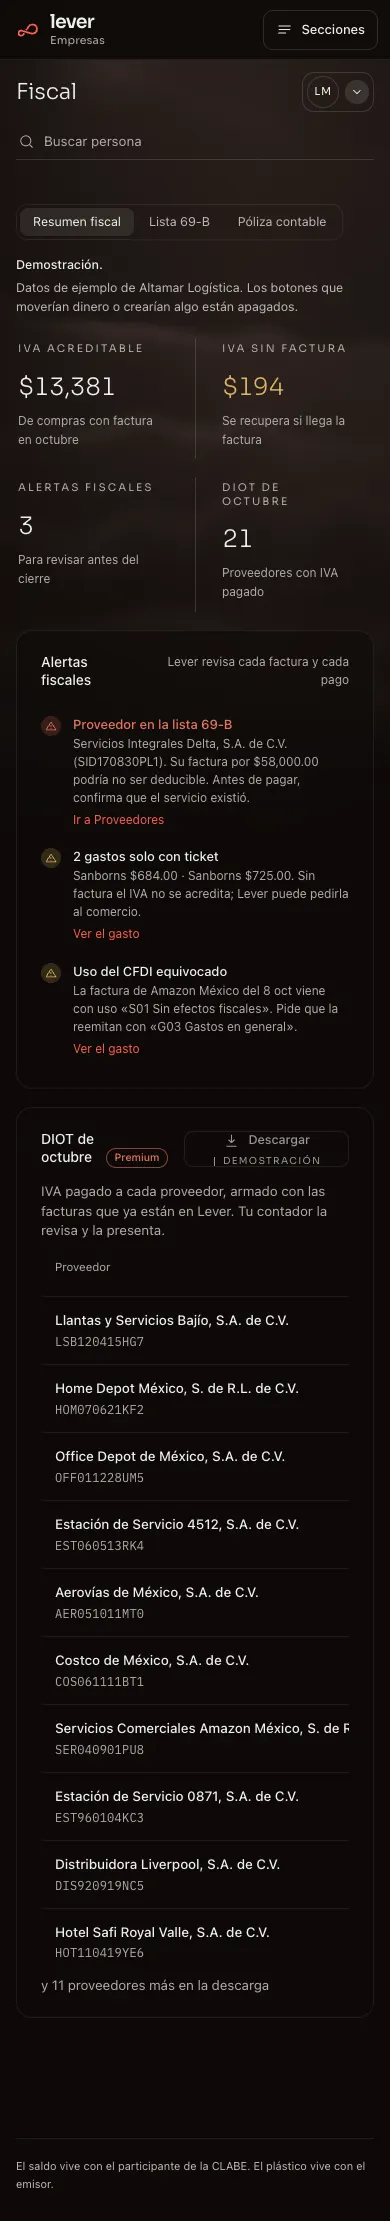 lever
Empresas
Secciones
Fiscal
LM
Buscar persona
Resumen fiscal
Lista 69-B
Póliza contable
Demostración.
Datos de ejemplo de Altamar Logística. Los botones que
moverían dinero o crearían algo están apagados.
IVA ACREDITABLE
$13,381
De compras con factura
en octubre
IVA SIN FACTURA
$194
Se recupera si llega la
factura
ALERTAS FISCALES
3
Para revisar antes del
cierre
DIOT DE
OCTUBRE
21
Proveedores con IVA
pagado
Alertas
fiscales
Lever revisa cada factura y cada
pago
Proveedor en la lista 69-B
Servicios Integrales Delta, S.A. de C.V.
(SID170830PL1). Su factura por $58,000.00
podría no ser deducible. Antes de pagar,
confirma que el servicio existió.
Ir a Proveedores
2 gastos solo con ticket
Sanborns $684.00 · Sanborns $725.00. Sin
factura el IVA no se acredita; Lever puede pedirla
al comercio.
Ver el gasto
Uso del CFDI equivocado
La factura de Amazon México del 8 oct viene
con uso «S01 Sin efectos fiscales». Pide que la
reemitan con «G03 Gastos en general».
Ver el gasto
DIOT de
octubre
Premium
Descargar
| DEMOSTRACIÓN
IVA pagado a cada proveedor, armado con las
facturas que ya están en Lever. Tu contador la
revisa y la presenta.
Proveedor
Llantas y Servicios Bajío, S.A. de C.V.
LSB120415HG7
Home Depot México, S. de R.L. de C.V.
HOM070621KF2
Office Depot de México, S.A. de C.V.
OFF011228UM5
Estación de Servicio 4512, S.A. de C.V.
EST060513RK4
Aerovías de México, S.A. de C.V.
AER051011MT0
Costco de México, S.A. de C.V.
COS061111BT1
Servicios Comerciales Amazon México, S. de R
SER040901PU8
Estación de Servicio 0871, S.A. de C.V.
EST960104KC3
Distribuidora Liverpool, S.A. de C.V.
DIS920919NC5
Hotel Safi Royal Valle, S.A. de C.V.
HOT110419YE6
y 11 proveedores más en la descarga
El saldo vive con el participante de la CLABE. El plástico vive con el
emisor.